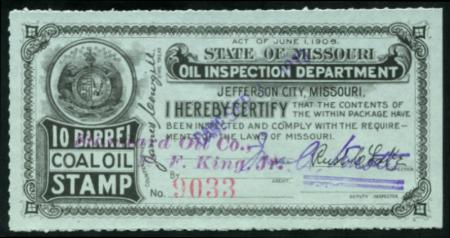 ACT OF JUNE 1, 1909.
STATE OF MISSOURI
OIL INSPECTION DEPARTMENT
JEFFERSON CITY, MISSOURI.
I HEREBY CERTIFY THAT THE CONTENTS OF
THE WITHIN PACKAGE HAVE
BEEN INSPECTED AND COMPLY WITH THE REQUIRE-
MENTS OF THE LAWS OF MISSOURI.
10 BARREL
COAL OIL
STAMP
Oil Co.,
F. King, Jr.
BY
AGENT.
No. 9033
DEPUTY INSPECTOR